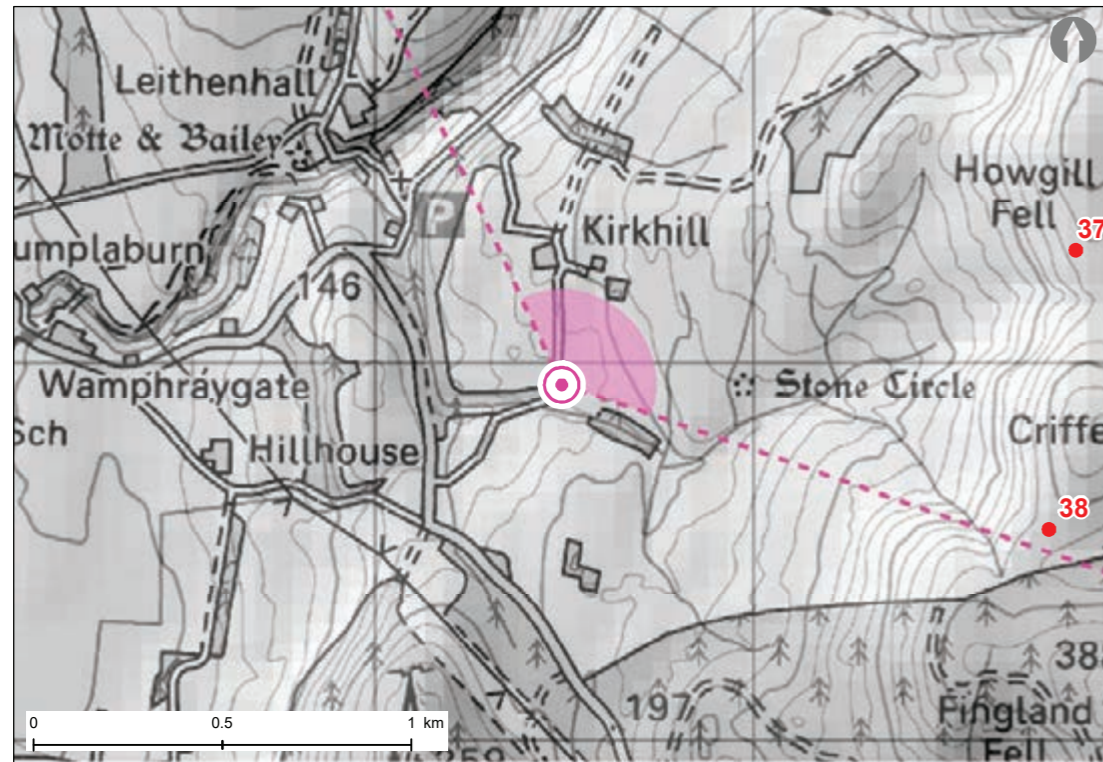 Leithenhall
Motte & Bailey
P
Howgill
Fell
37
Kirkhill
umplaburn
146
Wamphraygate
Stone Circle
Sch
Hillhouse
Criffe
38
38
197
Fingland
Fell
259
0
0.5
1 km